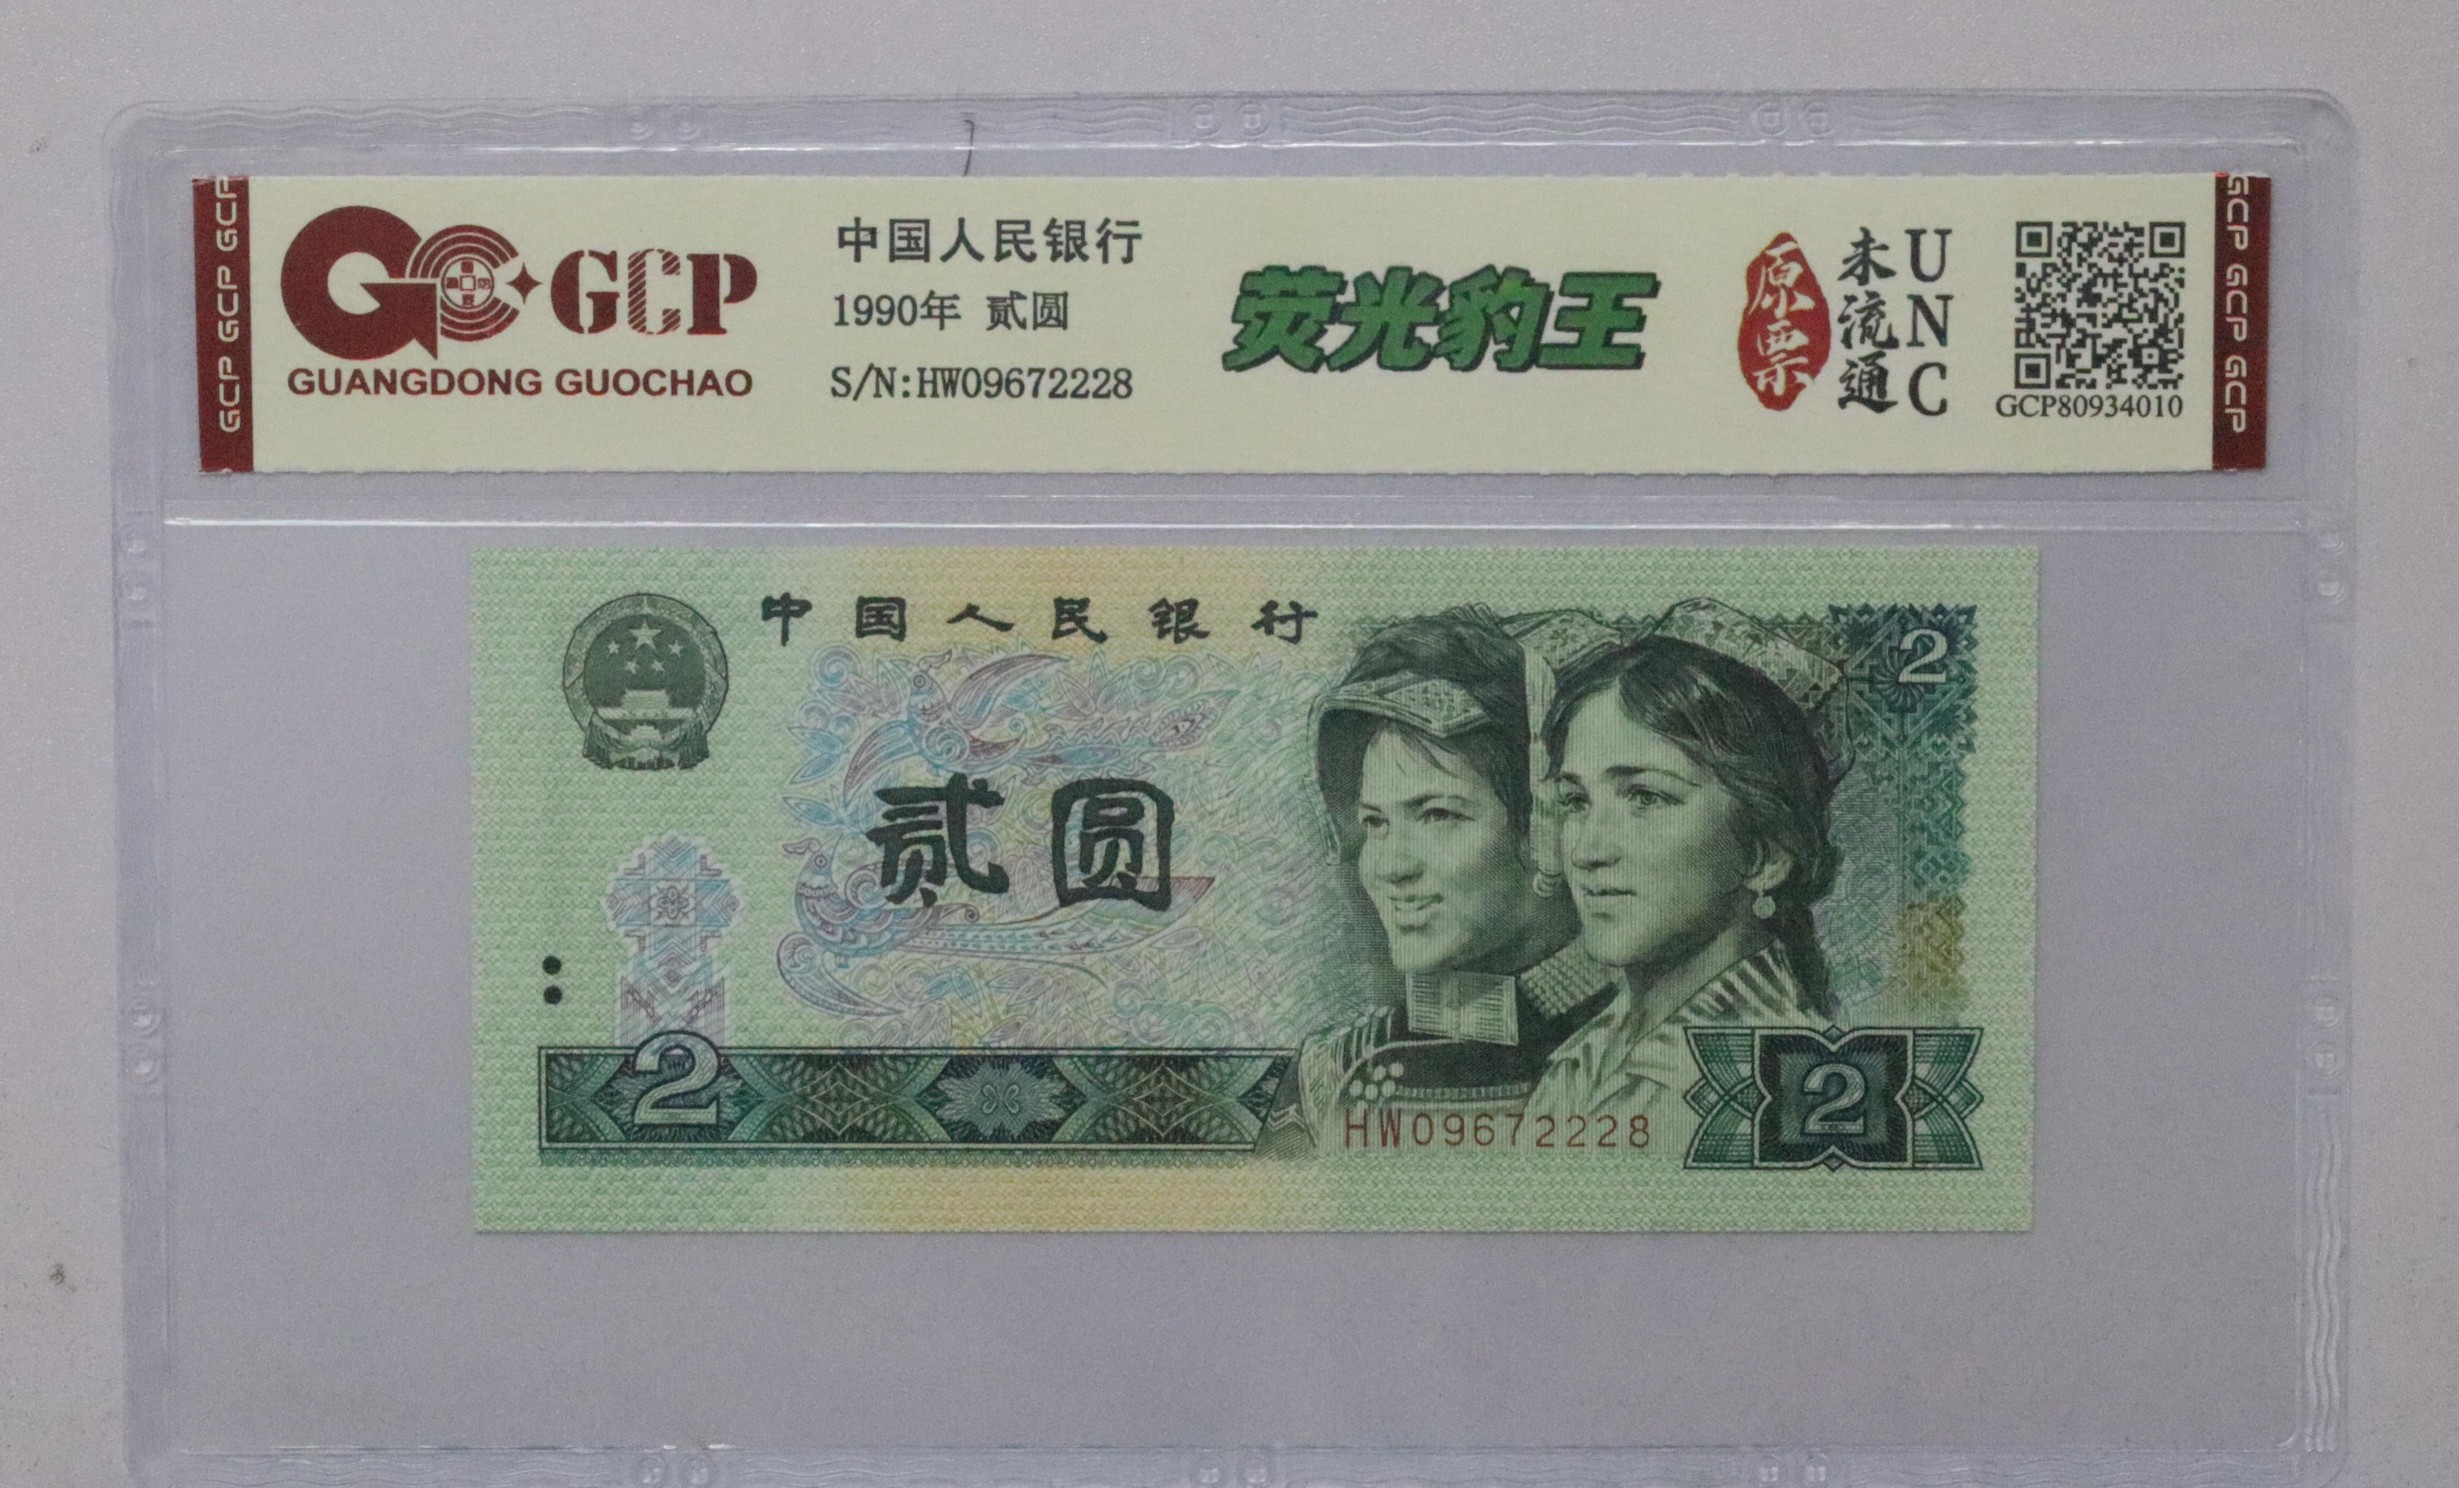 GCP GCP GCP
GCP
GUANGDONG GUOCHAO
中国人民银行
1990年 贰圆
S/N:HW09672228
荧光豹王
原票
未流通
UNC
GCP80934010
GCP GCP GCP
中国人民银行
2
贰圆
2
HW09672228
2